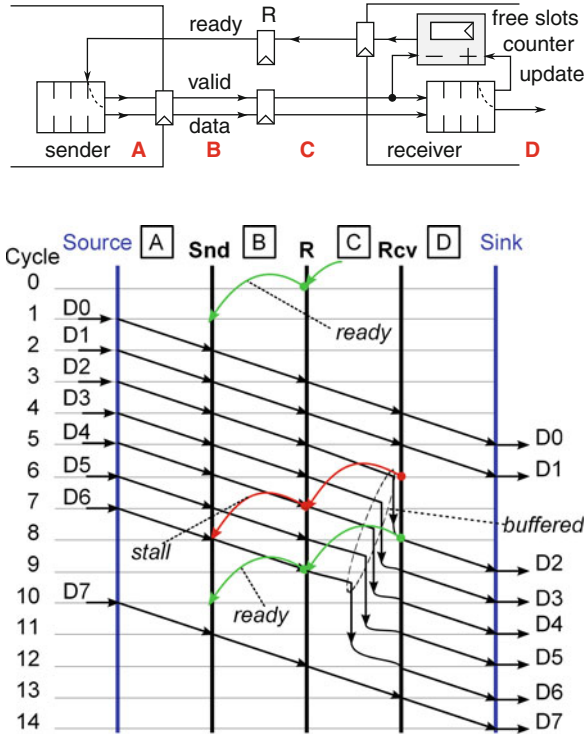 R
free slots
ready
counter
− +
update
valid
data
sender A B C receiver D
Source A Snd B R C Rcv D Sink
Cycle
0
1 D0
ready
2 D1
3 D2
4 D3
5 D4 D0
6 D5 D1
7 D6
buffered
8
stall
9 D2
ready
10 D7 D3
11 D4
12 D5
13 D6
14 D7